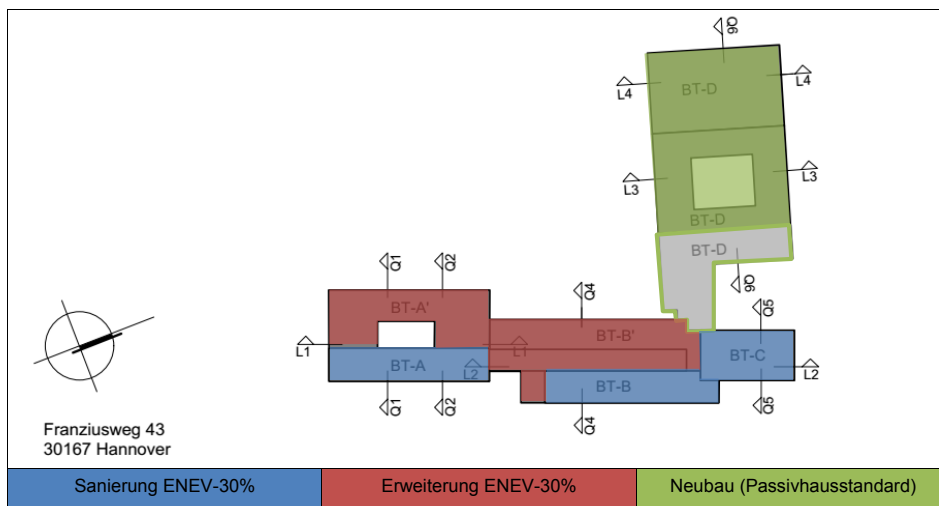 Q6
L4
L4
BT-D
L3
L3
BT-D
BT-D
Q6
Q1
Q2
Q4
Q5
BT-A'
BT-B'
L1
L1
BT-A
L2
BT-B
BT-C
L2
Q1
Q2
Q4
Q5
Franziusweg 43
30167 Hannover
Sanierung ENEV-30%
Erweiterung ENEV-30%
Neubau (Passivhausstandard)